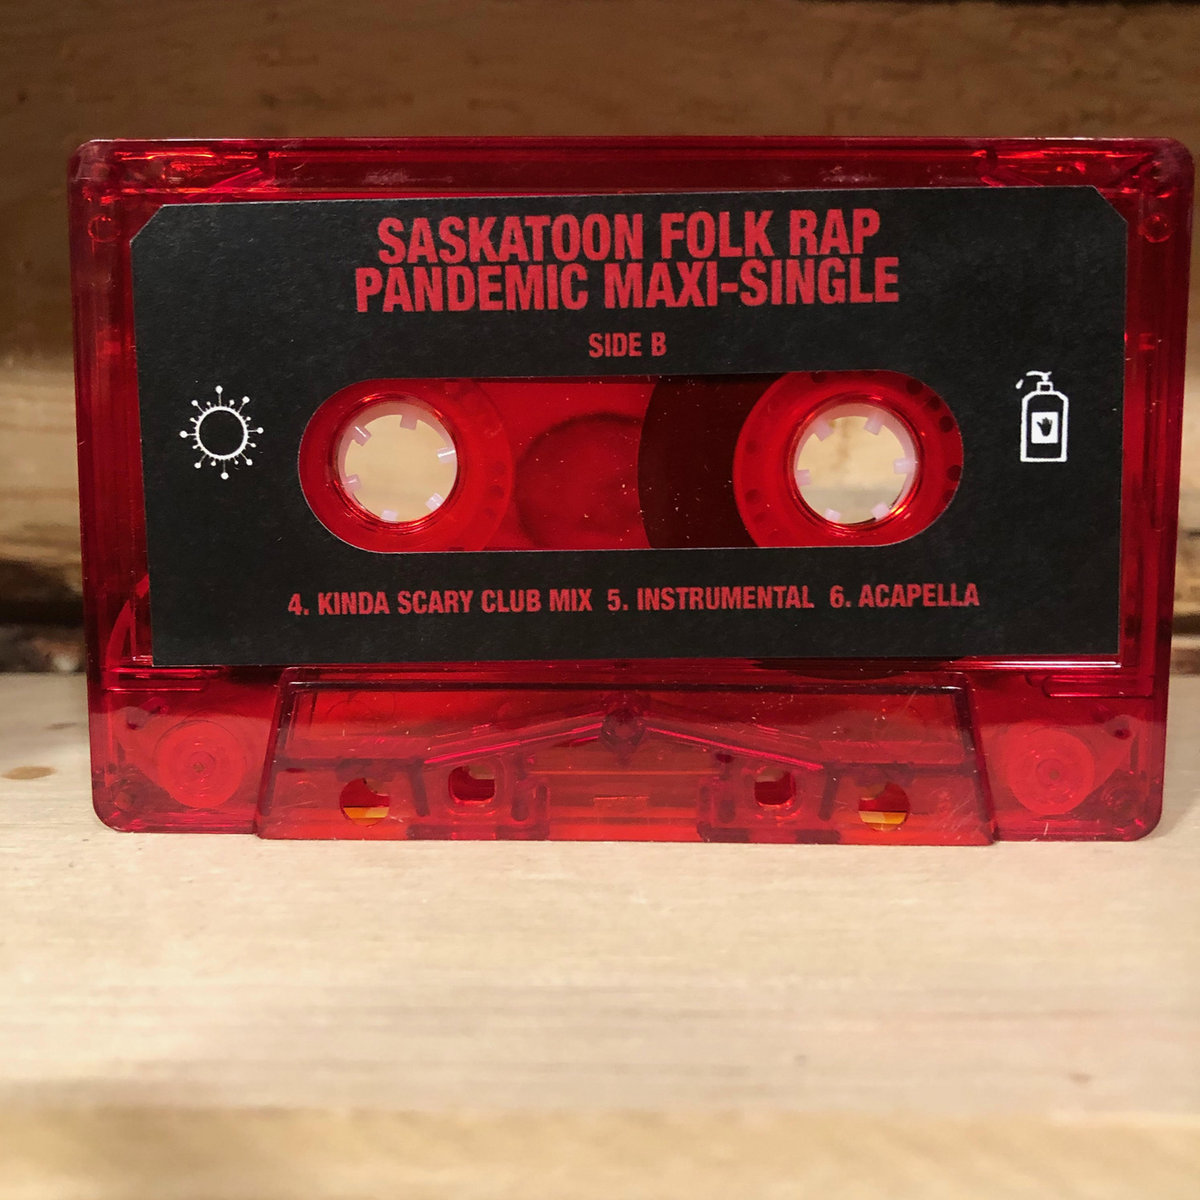 SASKATOON FOLK RAP
PANDEMIC MAXI-SINGLE
SIDE B
4. KINDA SCARY CLUB MIX 5. INSTRUMENTAL 6. ACAPELLA